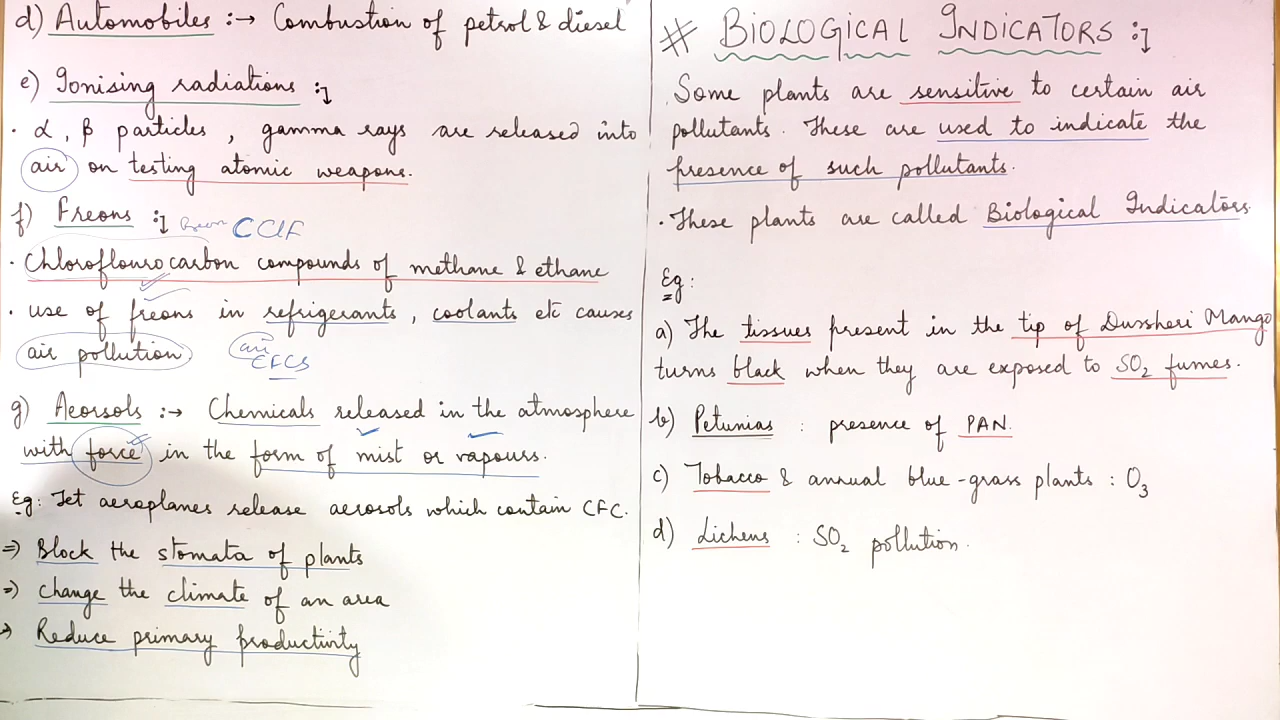 d) Automobiles :→ Combustion of petrol & diesel
e) Ionising radiations :]
· α, β particles, gamma rays are released into
air on testing atomic weapons.
f) Freons :]
CClF
· Chloroflourocarbon compounds of methane & ethane
· use of freons in refrigerants, coolants etc causes
air pollution
CFCs
g) Aeorsols :→ Chemicals released in the atmosphere
with force in the form of mist or vapours.
Eg: Jet aeroplanes release aerosols which contain CFC.
⇒ Block the stomata of plants
⇒ change the climate of an area
⇒ Reduce primary productivity
# BIOLOGICAL INDICATORS :]
Some plants are sensitive to certain air
pollutants. These are used to indicate the
presence of such pollutants.
· These plants are called Biological Indicators.
Eg:
a) The tissues present in the tip of Dussheri Mango
turns black when they are exposed to SO₂ fumes.
b) Petunias : presence of PAN.
c) Tobacco & annual blue-grass plants : O₃
d) Lichens : SO₂ pollution.